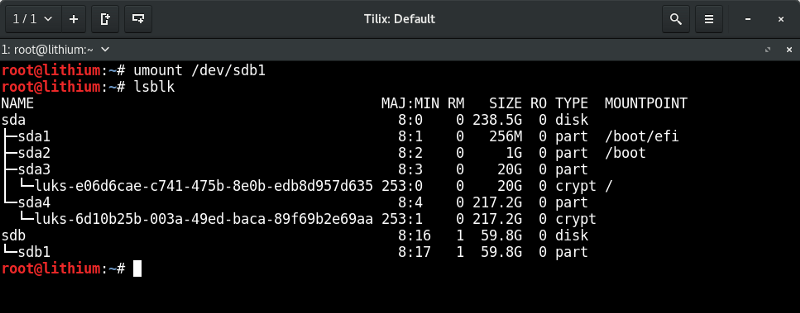 1 / 1
Tilix: Default
1: root@lithium:~
root@lithium:~# umount /dev/sdb1
root@lithium:~# lsblk
NAME                                          MAJ:MIN RM   SIZE RO TYPE  MOUNTPOINT
sda                                             8:0    0 238.5G  0 disk
├─sda1                                          8:1    0   256M  0 part  /boot/efi
├─sda2                                          8:2    0     1G  0 part  /boot
├─sda3                                          8:3    0    20G  0 part
│ └─luks-e06d6cae-c741-475b-8e0b-edb8d957d635 253:0    0    20G  0 crypt /
└─sda4                                          8:4    0 217.2G  0 part
  └─luks-6d10b25b-003a-49ed-baca-89f69b2e69aa 253:1    0 217.2G  0 crypt
sdb                                             8:16   1  59.8G  0 disk
└─sdb1                                          8:17   1  59.8G  0 part
root@lithium:~#